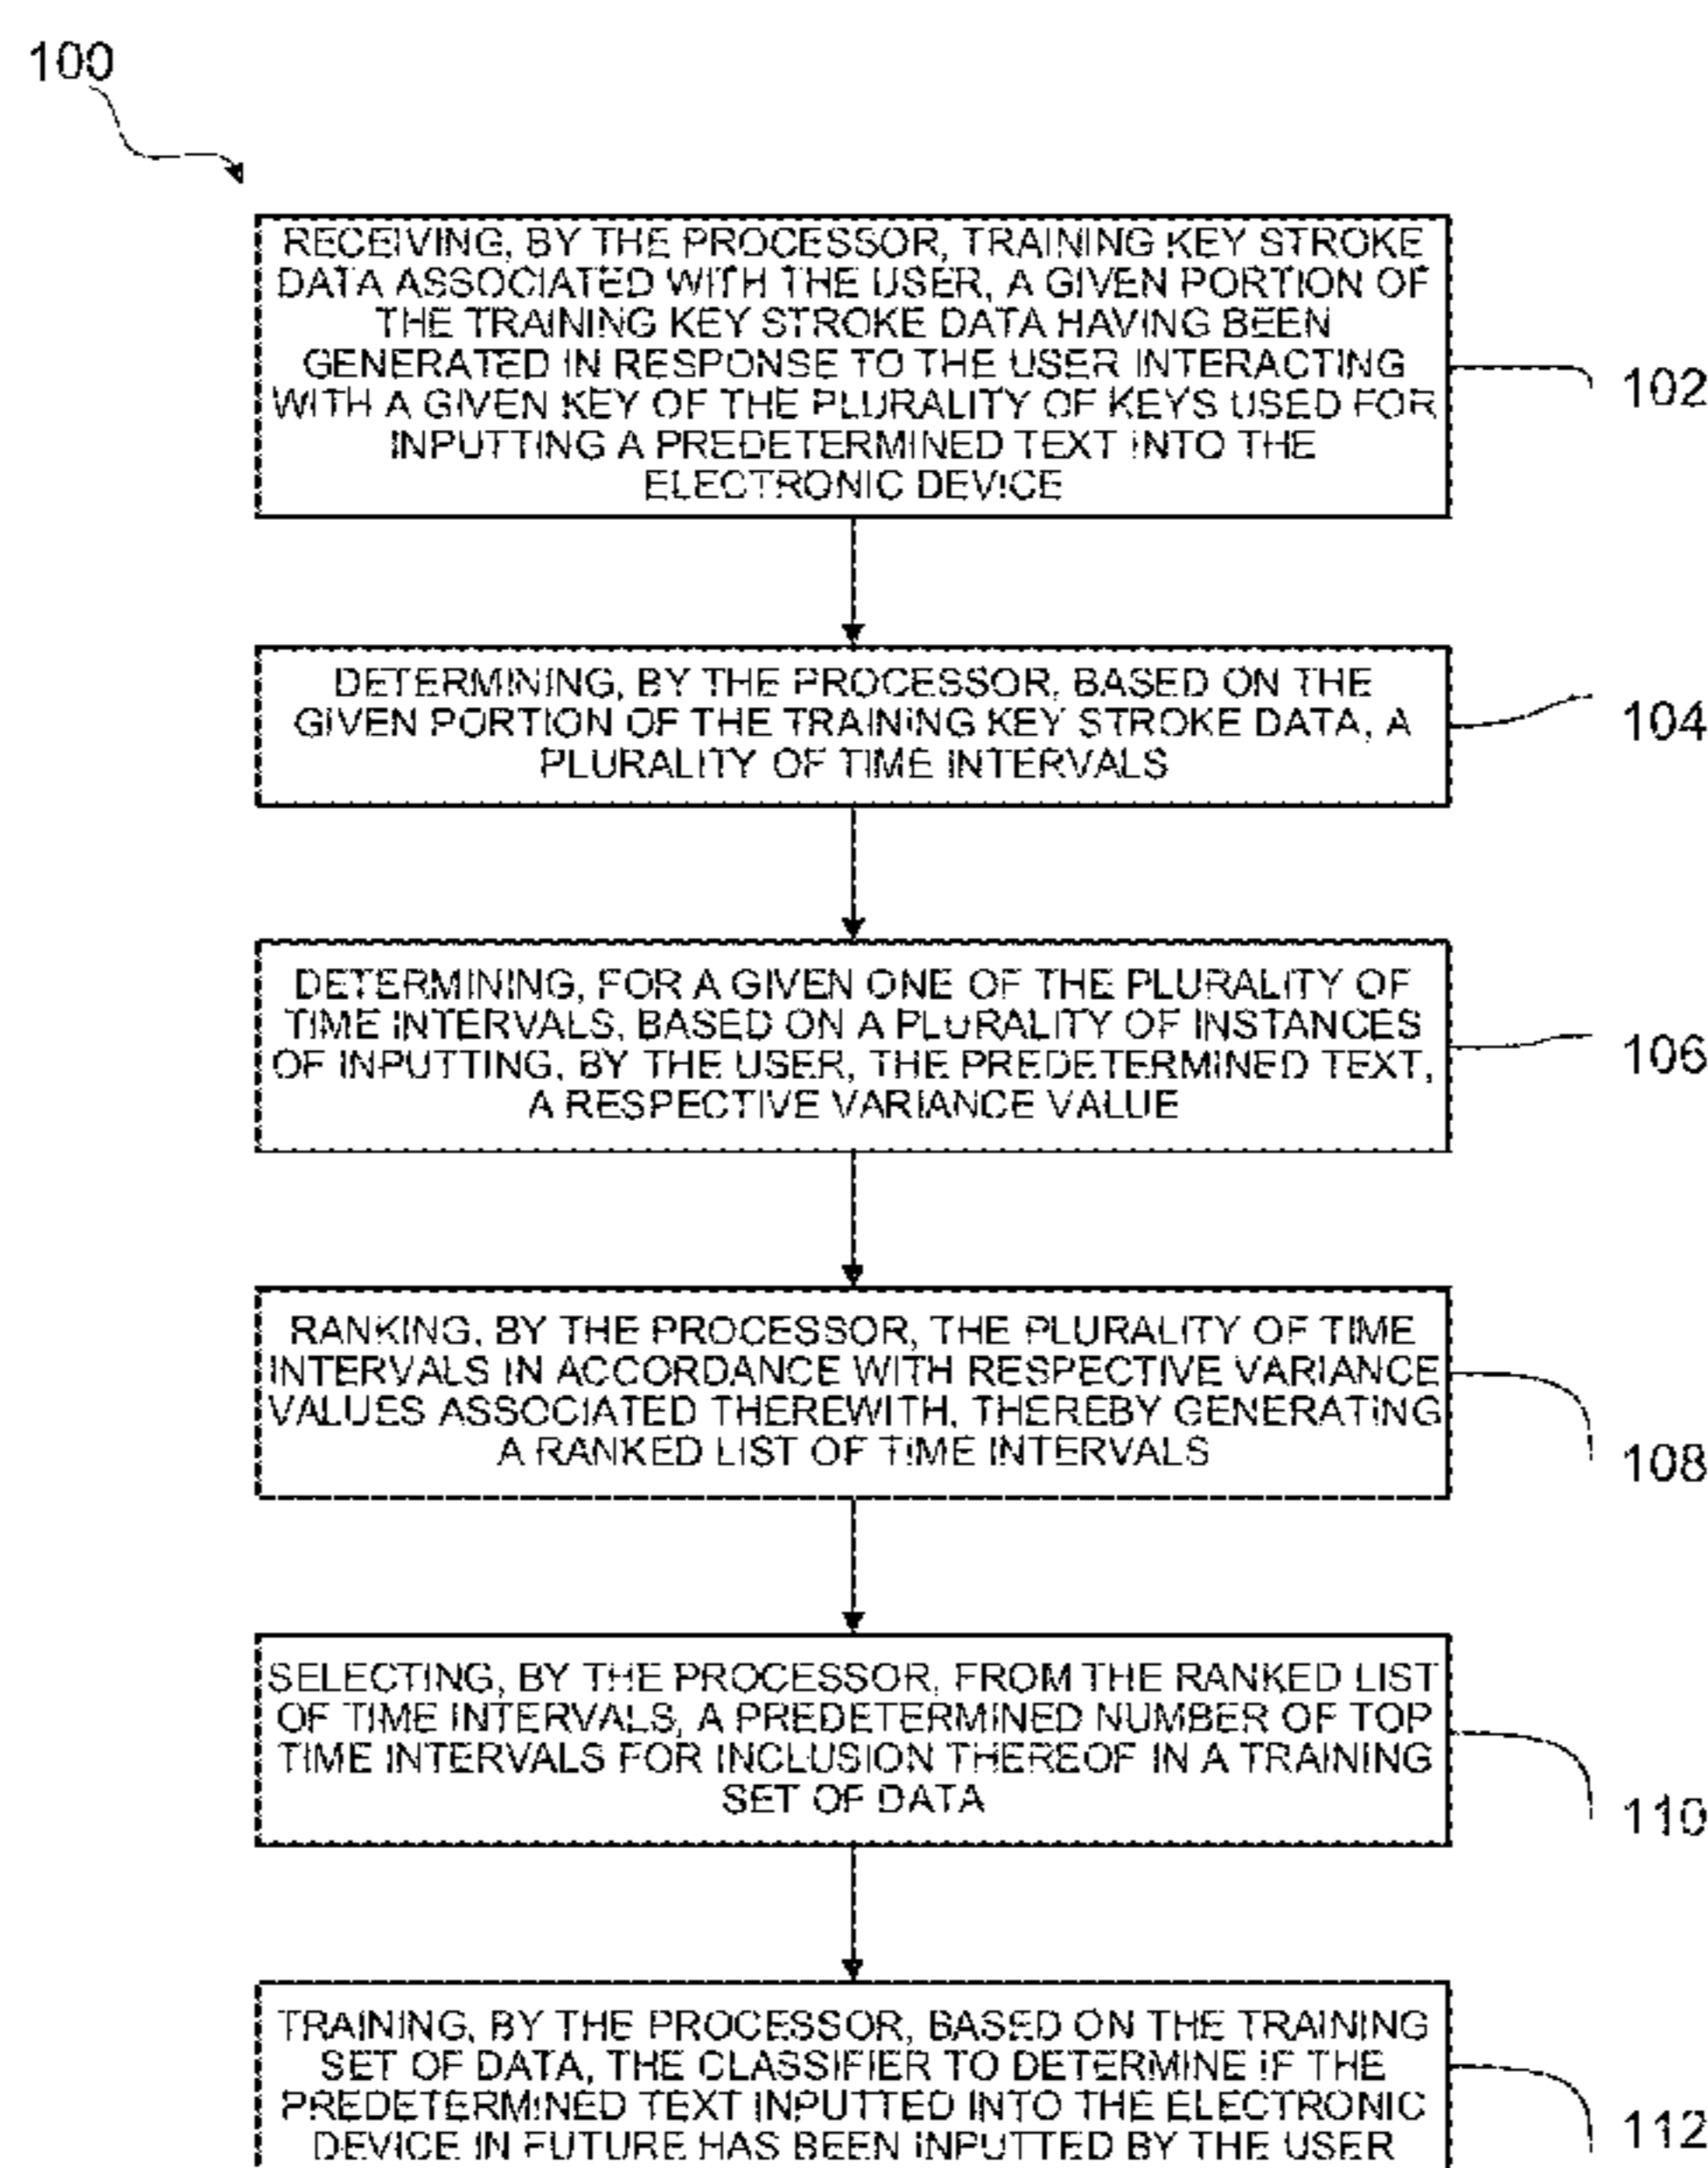 100
RECEIVING, BY THE PROCESSOR, TRAINING KEY STROKE
DATA ASSOCIATED WITH THE USER, A GIVEN PORTION OF
THE TRAINING KEY STROKE DATA HAVING BEEN
GENERATED IN RESPONSE TO THE USER INTERACTING
WITH A GIVEN KEY OF THE PLURALITY OF KEYS USED FOR
INPUTTING A PREDETERMINED TEXT INTO THE
ELECTRONIC DEVICE
102
DETERMINING, BY THE PROCESSOR, BASED ON THE
GIVEN PORTION OF THE TRAINING KEY STROKE DATA, A
PLURALITY OF TIME INTERVALS
104
DETERMINING, FOR A GIVEN ONE OF THE PLURALITY OF
TIME INTERVALS, BASED ON A PLURALITY OF INSTANCES
OF INPUTTING, BY THE USER, THE PREDETERMINED TEXT,
A RESPECTIVE VARIANCE VALUE
106
RANKING, BY THE PROCESSOR, THE PLURALITY OF TIME
INTERVALS IN ACCORDANCE WITH RESPECTIVE VARIANCE
VALUES ASSOCIATED THEREWITH, THEREBY GENERATING
A RANKED LIST OF TIME INTERVALS
108
SELECTING, BY THE PROCESSOR, FROM THE RANKED LIST
OF TIME INTERVALS, A PREDETERMINED NUMBER OF TOP
TIME INTERVALS FOR INCLUSION THEREOF IN A TRAINING
SET OF DATA
110
TRAINING, BY THE PROCESSOR, BASED ON THE TRAINING
SET OF DATA, THE CLASSIFIER TO DETERMINE IF THE
PREDETERMINED TEXT INPUTTED INTO THE ELECTRONIC
DEVICE IN FUTURE HAS BEEN INPUTTED BY THE USER
112